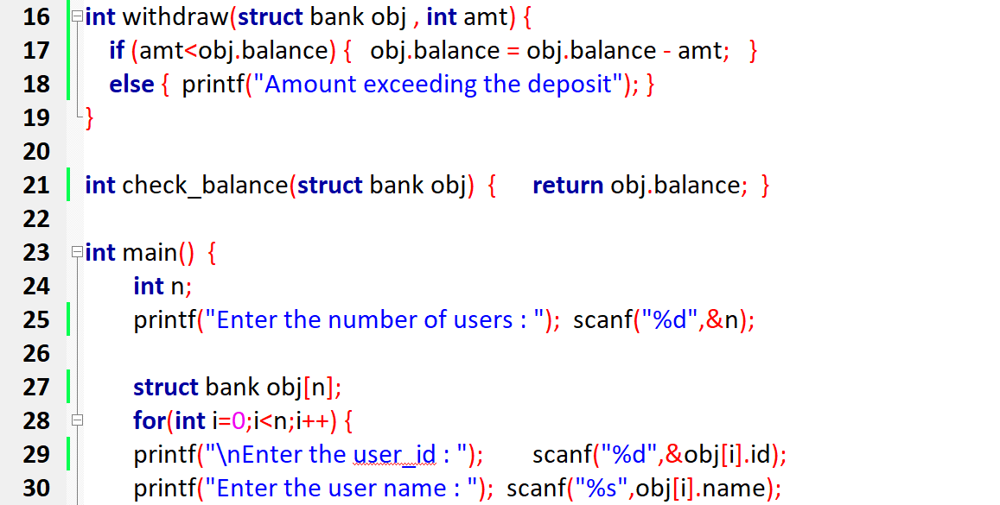 16 int withdraw(struct bank obj , int amt) {
17 if (amt<obj.balance) { obj.balance = obj.balance - amt; }
18 else { printf("Amount exceeding the deposit"); }
19 }
20
21 int check_balance(struct bank obj) { return obj.balance; }
22
23 int main() {
24 int n;
25 printf("Enter the number of users : "); scanf("%d",&n);
26
27 struct bank obj[n];
28 for(int i=0;i<n;i++) {
29 printf("\nEnter the user_id : "); scanf("%d",&obj[i].id);
30 printf("Enter the user name : "); scanf("%s",obj[i].name);